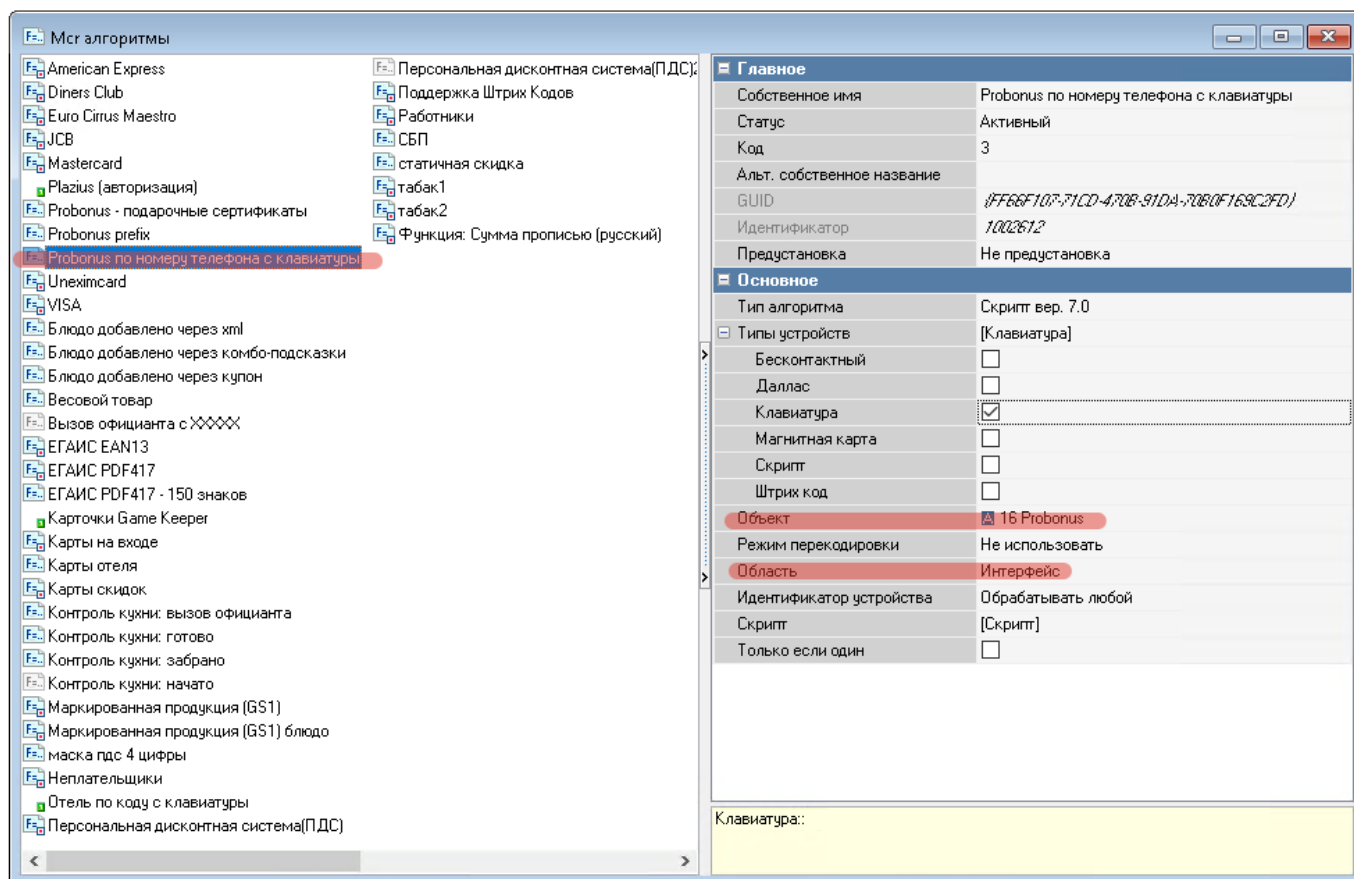 Mcr алгоритмы
American Express
Diners Club
Euro Cirrus Maestro
JCB
Mastercard
Plazius (авторизация)
Probonus - подарочные сертификаты
Probonus prefix
Probonus по номеру телефона с клавиатуры
Uneximcard
VISA
Блюдо добавлено через xml
Блюдо добавлено через комбо-подсказки
Блюдо добавлено через купон
Весовой товар
Вызов официанта с XXXXX
ЕГАИС EAN13
ЕГАИС PDF417
ЕГАИС PDF417 - 150 знаков
Карточки Game Keeper
Карты на входе
Карты отеля
Карты скидок
Контроль кухни: вызов официанта
Контроль кухни: готово
Контроль кухни: забрано
Контроль кухни: начато
Маркированная продукция (GS1)
Маркированная продукция (GS1) блюдо
маска пдс 4 цифры
Неплательщики
Отель по коду с клавиатуры
Персональная дисконтная система(ПДС)
Персональная дисконтная система(ПДС)2
Поддержка Штрих Кодов
Работники
СБП
статичная скидка
табак1
табак2
Функция: Сумма прописью (русский)
Главное
Собственное имя Probonus по номеру телефона с клавиатуры
Статус Активный
Код 3
Альт. собственное название
GUID {FF66F107-71CD-470B-91DA-70B0F169C2FD}
Идентификатор 1002612
Предустановка Не предустановка
Основное
Тип алгоритма Скрипт вер. 7.0
Типы устройств [Клавиатура]
Бесконтактный
Даллас
Клавиатура
Магнитная карта
Скрипт
Штрих код
Объект A 16 Probonus
Режим перекодировки Не использовать
Область Интерфейс
Идентификатор устройства Обрабатывать любой
Скрипт [Скрипт]
Только если один
Клавиатура::